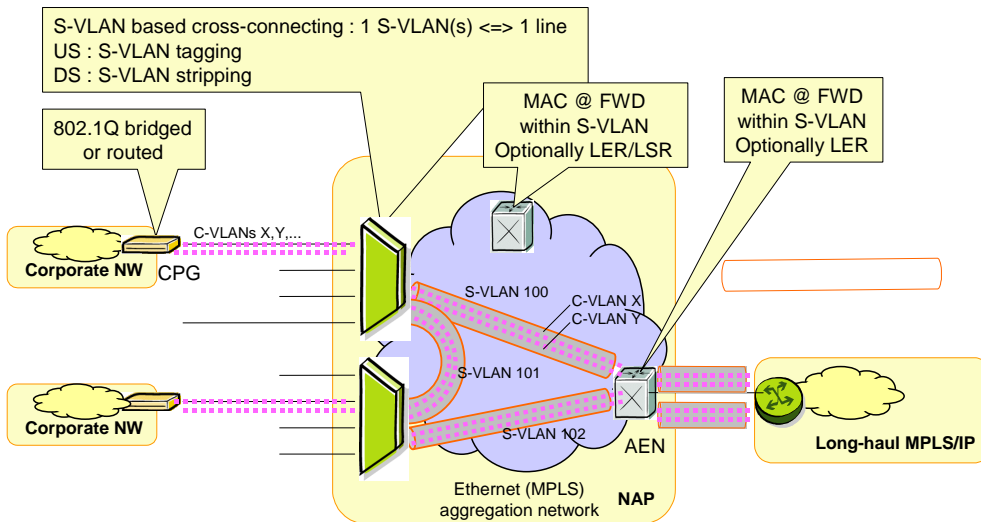 S-VLAN based cross-connecting : 1 S-VLAN(s) <=> 1 line
US : S-VLAN tagging
DS : S-VLAN stripping
802.1Q bridged
or routed
MAC @ FWD
within S-VLAN
Optionally LER/LSR
MAC @ FWD
within S-VLAN
Optionally LER
C-VLANs X,Y,...
Corporate NW
CPG
S-VLAN 100
C-VLAN X
C-VLAN Y
S-VLAN 101
Corporate NW
S-VLAN 102
AEN
Long-haul MPLS/IP
Ethernet (MPLS)
aggregation network
NAP